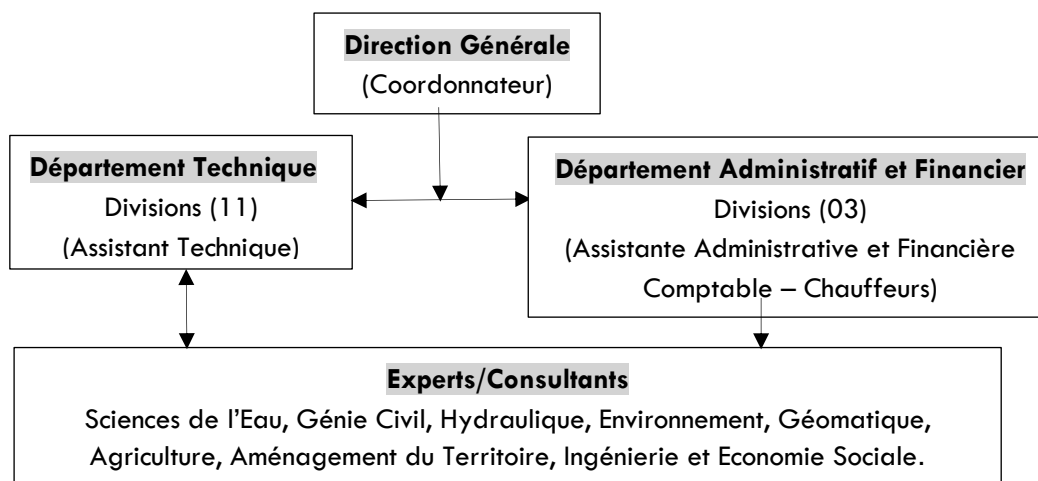 Direction Générale
(Coordonnateur)
Département Technique
Divisions (11)
(Assistant Technique)
Département Administratif et Financier
Divisions (03)
(Assistante Administrative et Financière
Comptable – Chauffeurs)
Experts/Consultants
Sciences de l’Eau, Génie Civil, Hydraulique, Environnement, Géomatique,
Agriculture, Aménagement du Territoire, Ingénierie et Economie Sociale.